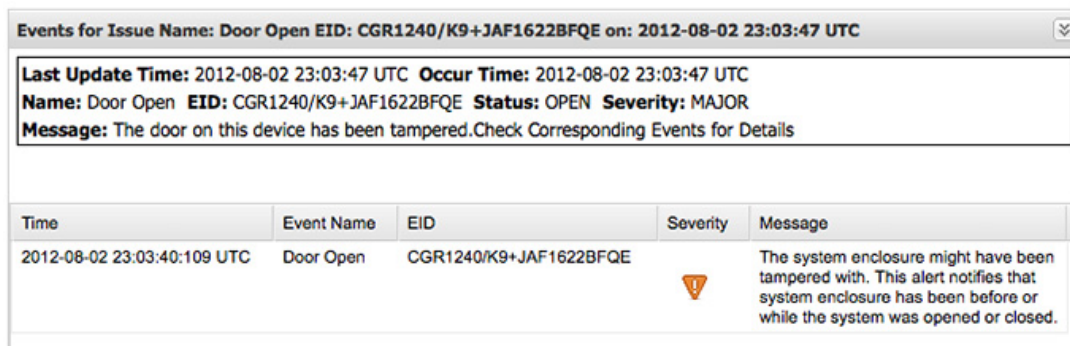 Events for Issue Name: Door Open EID: CGR1240/K9+JAF1622BFQE on: 2012-08-02 23:03:47 UTC
Last Update Time: 2012-08-02 23:03:47 UTC Occur Time: 2012-08-02 23:03:47 UTC
Name: Door Open EID: CGR1240/K9+JAF1622BFQE Status: OPEN Severity: MAJOR
Message: The door on this device has been tampered.Check Corresponding Events for Details
Time Event Name EID Severity Message
2012-08-02 23:03:40:109 UTC Door Open CGR1240/K9+JAF1622BFQE The system enclosure might have been
tampered with. This alert notifies that
system enclosure has been before or
while the system was opened or closed.